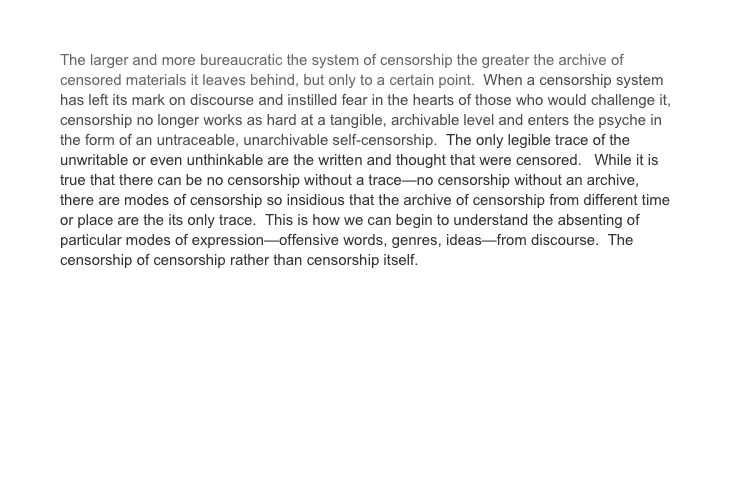 The larger and more bureaucratic the system of censorship the greater the archive of
censored materials it leaves behind, but only to a certain point.  When a censorship system
has left its mark on discourse and instilled fear in the hearts of those who would challenge it,
censorship no longer works as hard at a tangible, archivable level and enters the psyche in
the form of an untraceable, unarchivable self-censorship.  The only legible trace of the
unwritable or even unthinkable are the written and thought that were censored.   While it is
true that there can be no censorship without a trace—no censorship without an archive,
there are modes of censorship so insidious that the archive of censorship from different time
or place are the its only trace.  This is how we can begin to understand the absenting of
particular modes of expression—offensive words, genres, ideas—from discourse.  The
censorship of censorship rather than censorship itself.